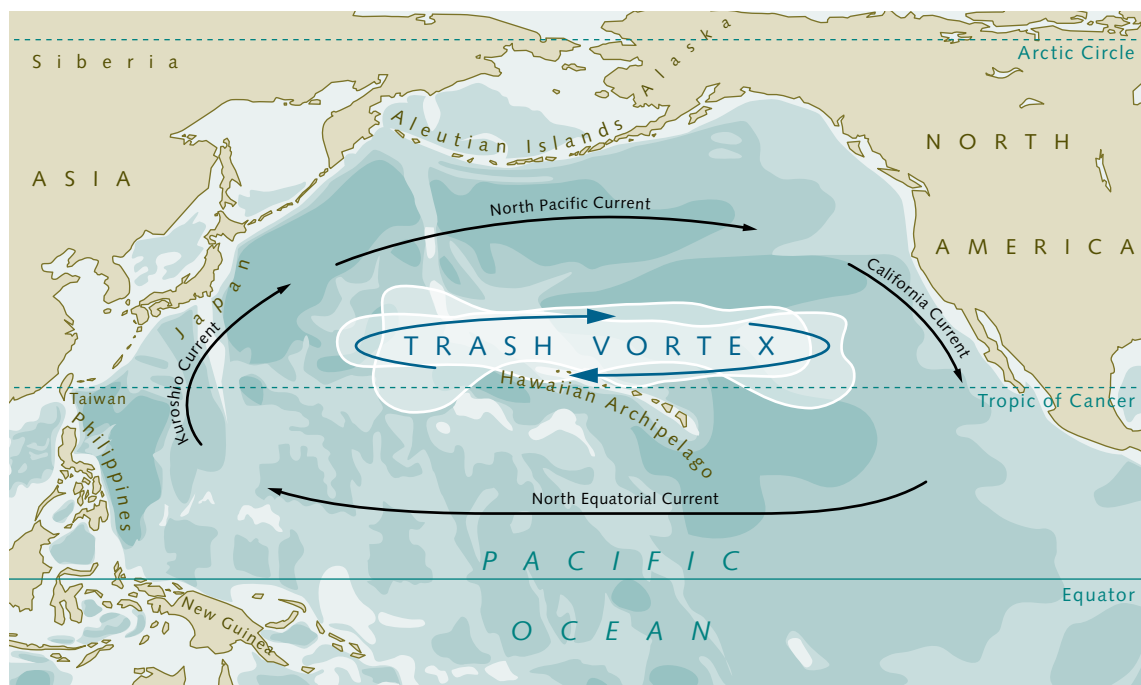 Arctic Circle
Siberia
Alaska
Aleutian Islands
NORTH
ASIA
North Pacific Current
AMERICA
Japan
California Current
Kuroshio Current
TRASH VORTEX
Hawaiian Archipelago
Taiwan
Tropic of Cancer
Philippines
North Equatorial Current
PACIFIC
Equator
New Guinea
OCEAN